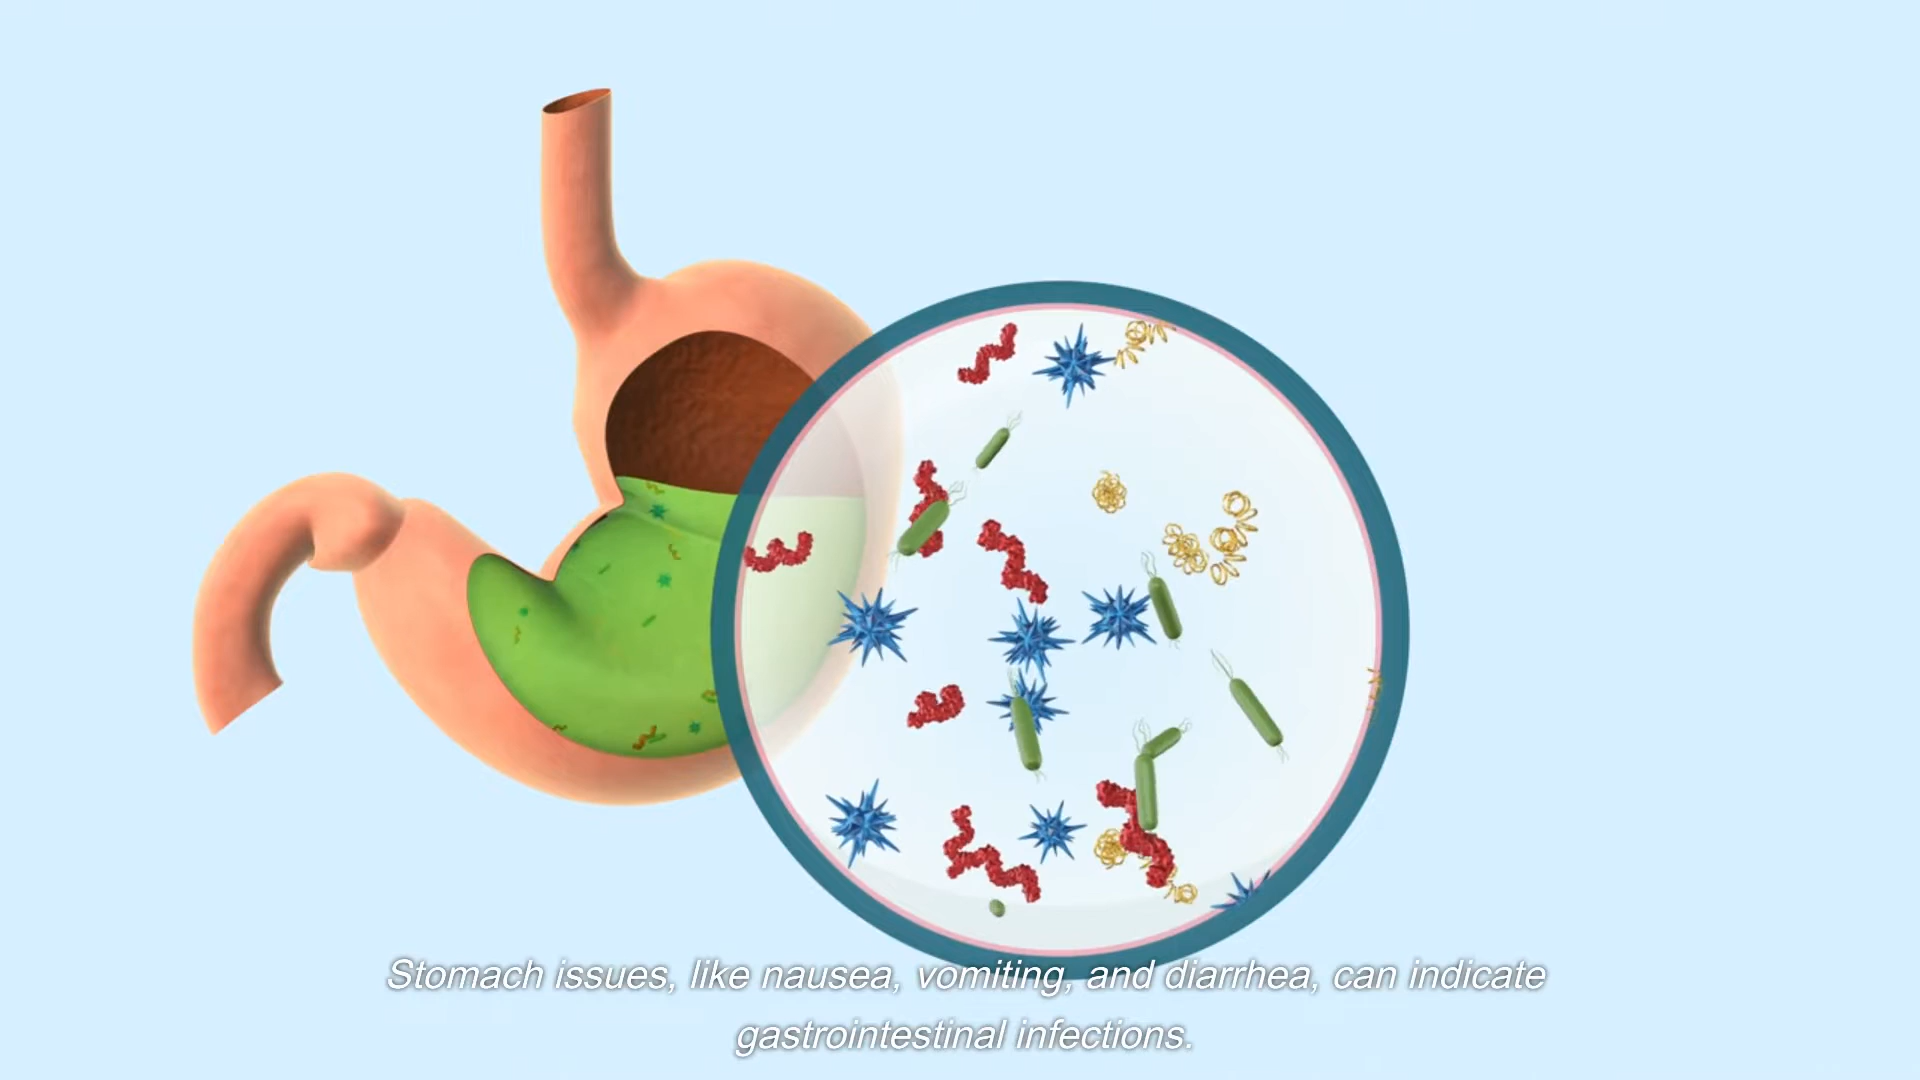 Stomach issues, like nausea, vomiting, and diarrhea, can indicate
gastrointestinal infections.